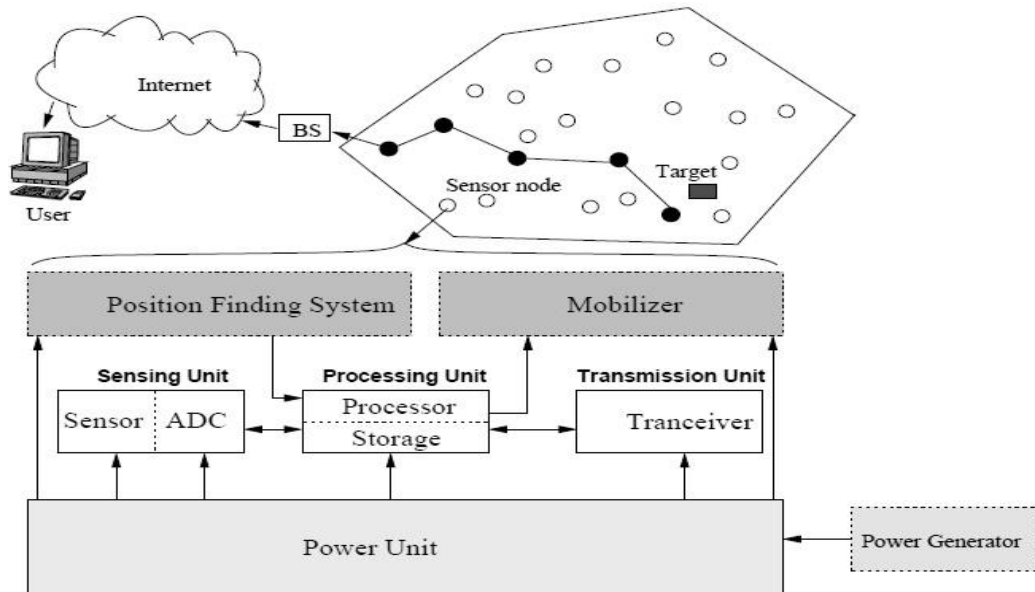 Internet
BS
Target
Sensor node
User
Position Finding System
Mobilizer
Sensing Unit
Processing Unit
Transmission Unit
Sensor
ADC
Processor
Storage
Tranceiver
Power Unit
Power Generator